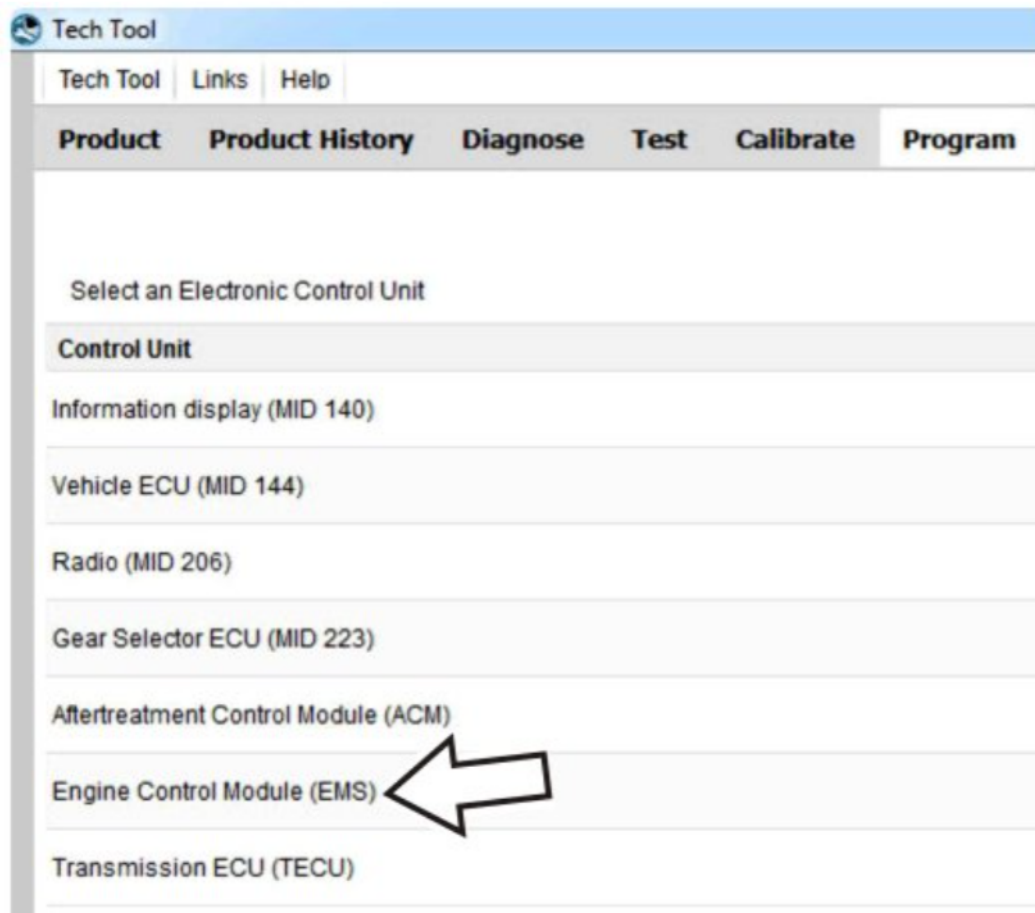 Tech Tool
Tech Tool Links Help
Product Product History Diagnose Test Calibrate Program
Select an Electronic Control Unit
Control Unit
Information display (MID 140)
Vehicle ECU (MID 144)
Radio (MID 206)
Gear Selector ECU (MID 223)
Aftertreatment Control Module (ACM)
Engine Control Module (EMS)
Transmission ECU (TECU)